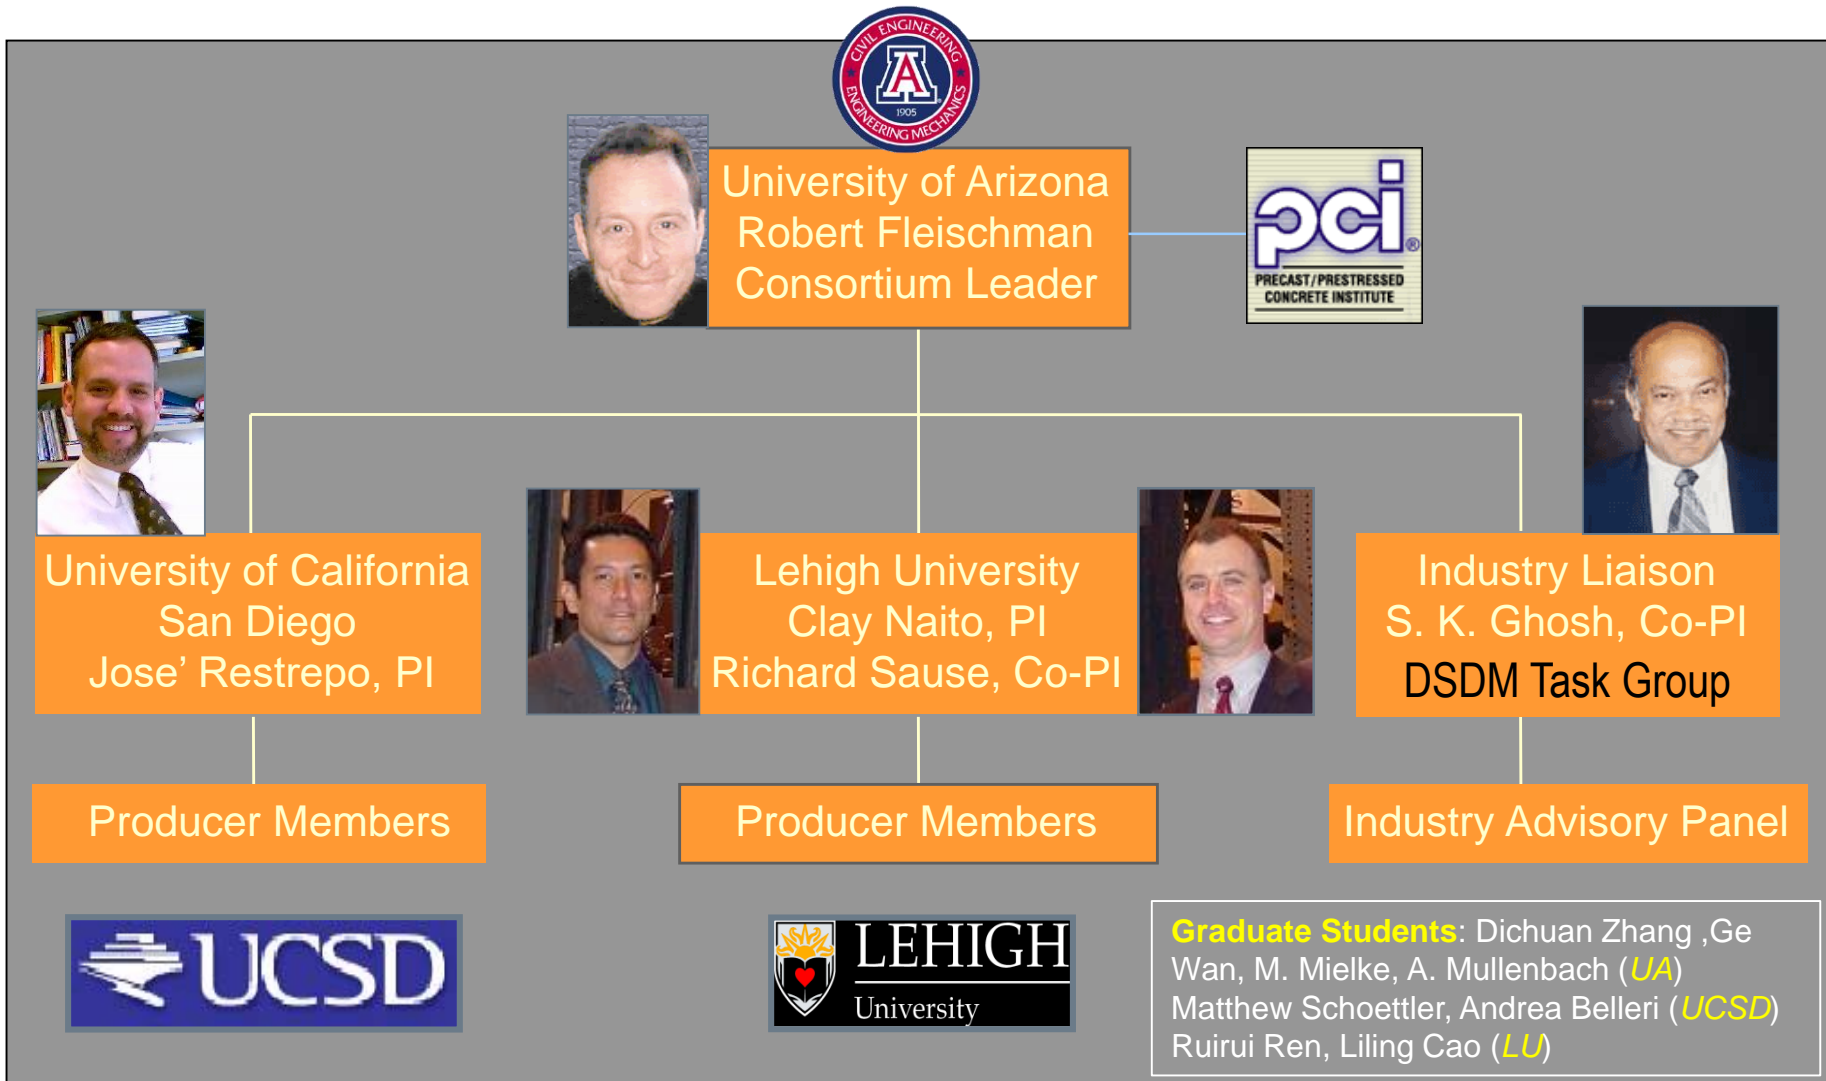 CIVIL ENGINEERING
ENGINEERING MECHANICS
A
1905
University of Arizona
Robert Fleischman
Consortium Leader
pci®
PRECAST/PRESTRESSED
CONCRETE INSTITUTE
University of California
San Diego
Jose’ Restrepo, PI
Lehigh University
Clay Naito, PI
Richard Sause, Co-PI
Industry Liaison
S. K. Ghosh, Co-PI
DSDM Task Group
Producer Members
Producer Members
Industry Advisory Panel
UCSD
LEHIGH
University
Graduate Students: Dichuan Zhang ,Ge
Wan, M. Mielke, A. Mullenbach (UA)
Matthew Schoettler, Andrea Belleri (UCSD)
Ruirui Ren, Liling Cao (LU)